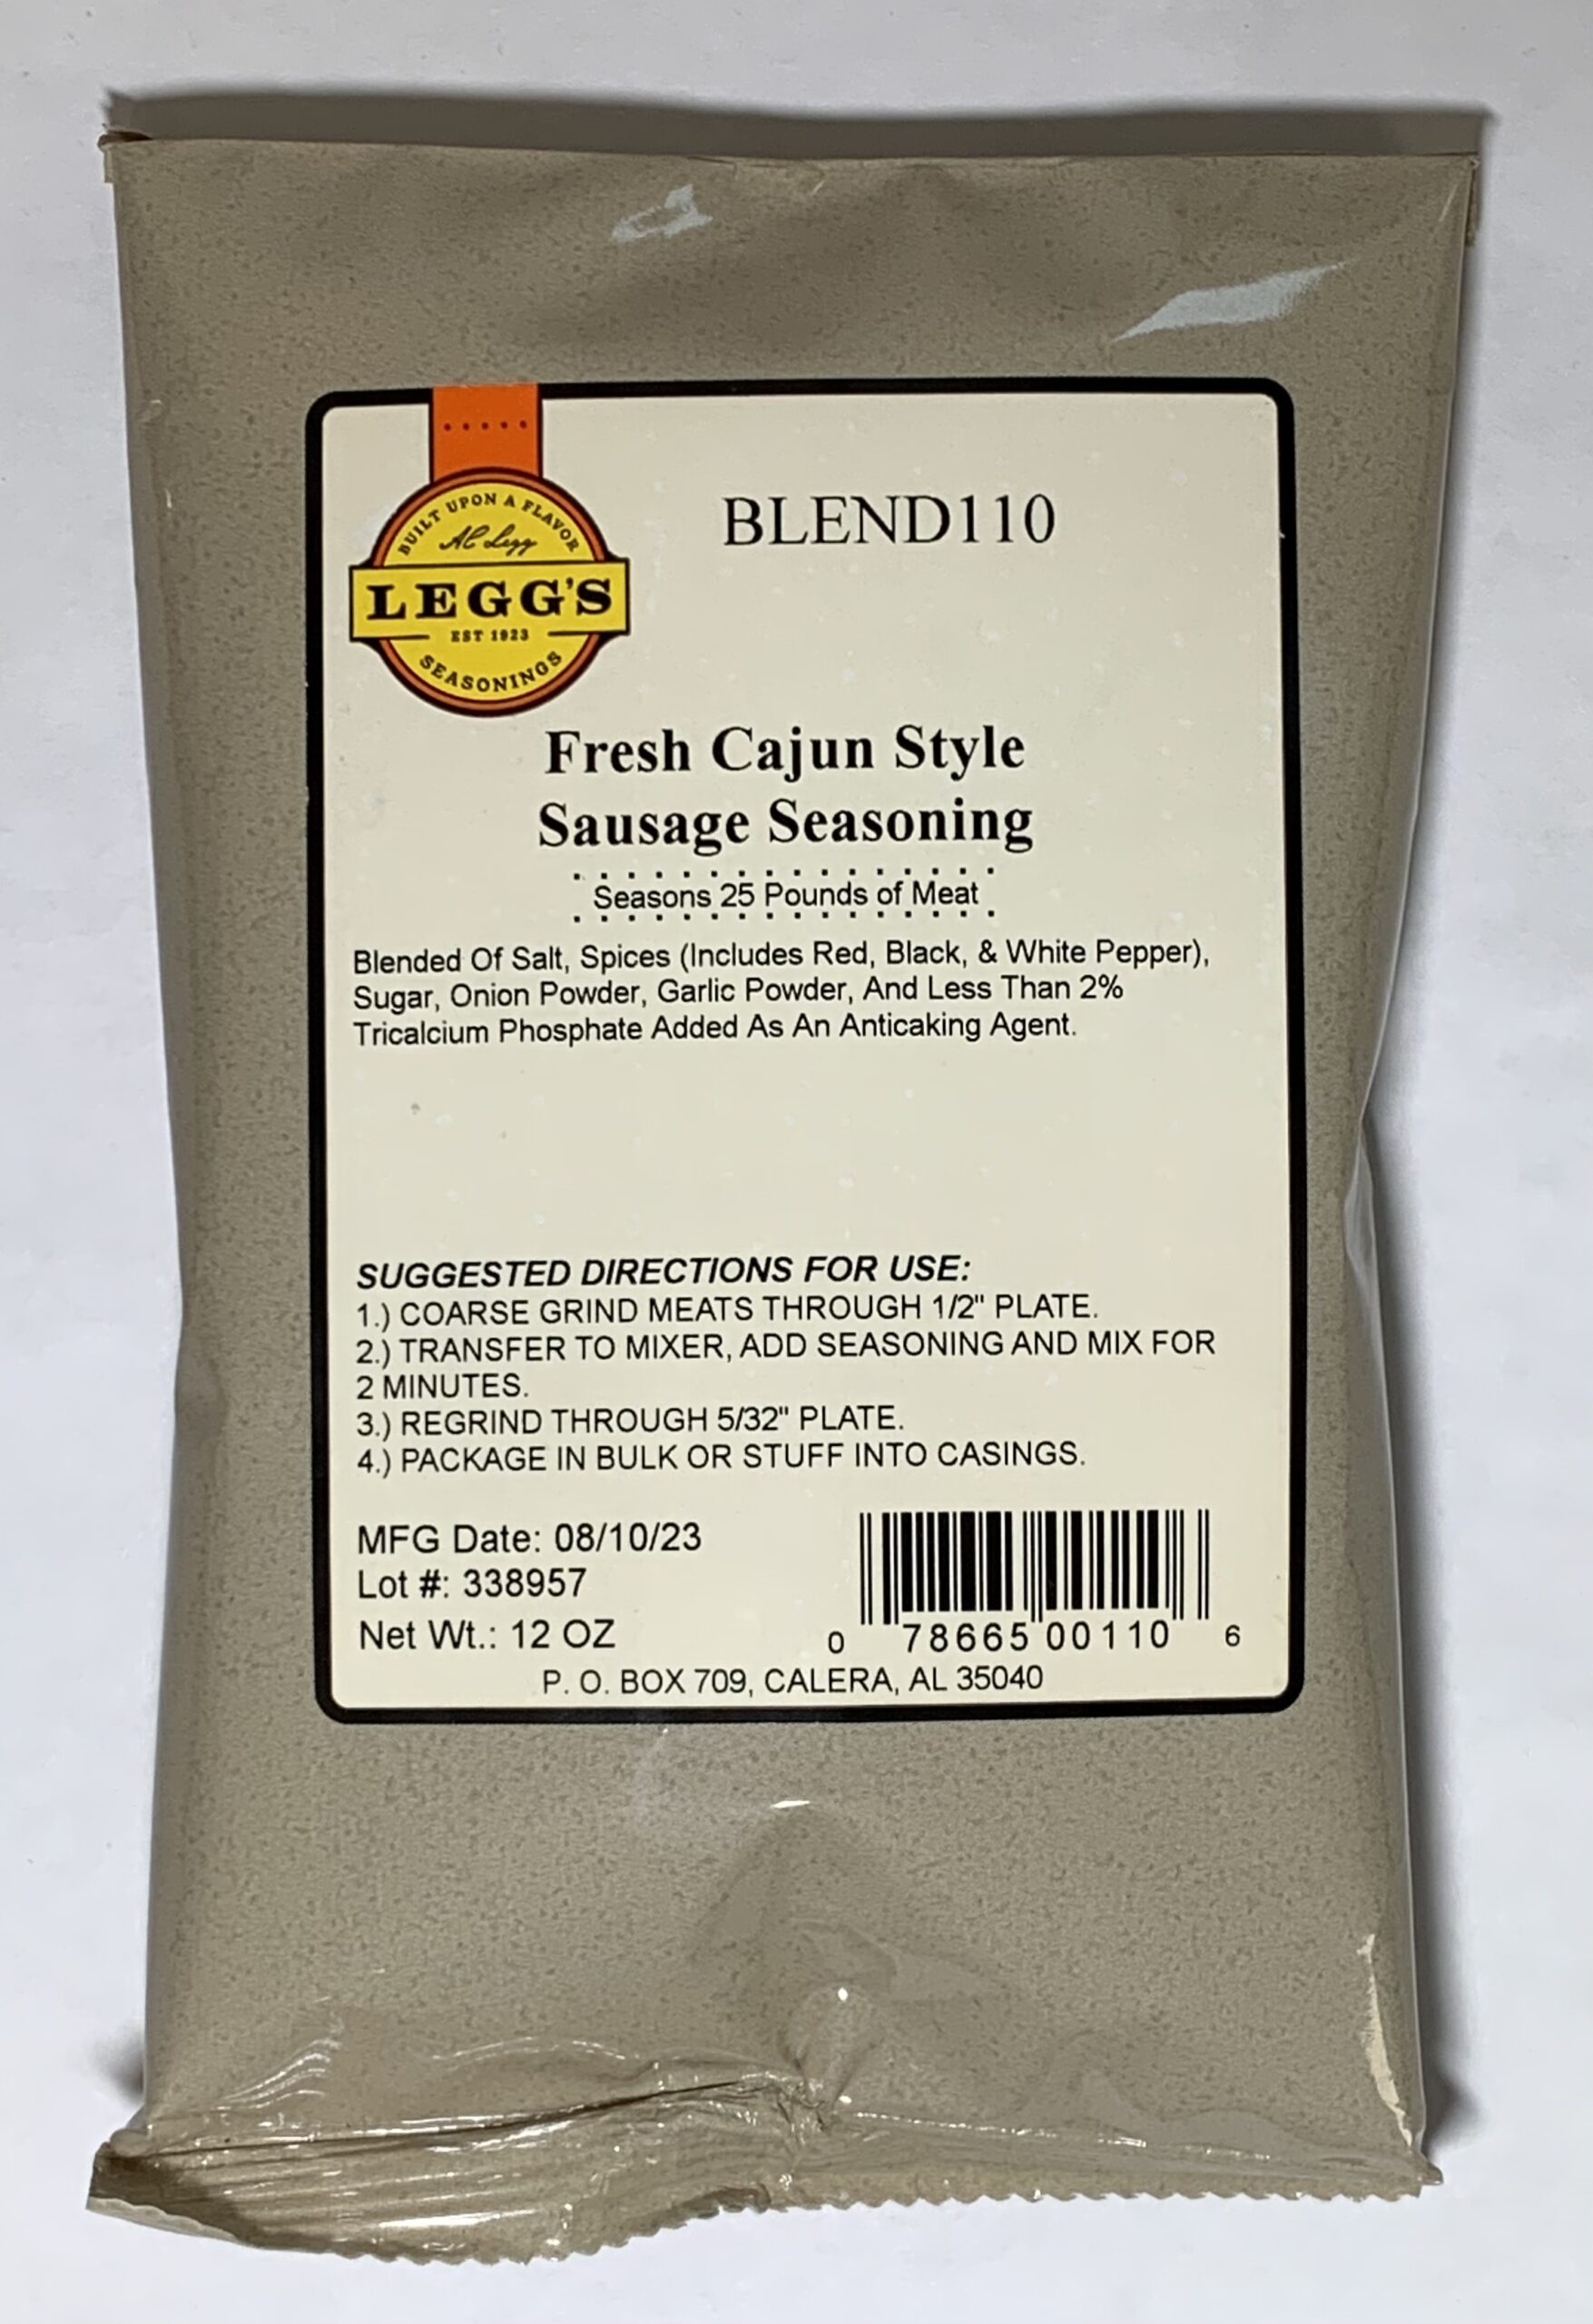 BUILT UPON A FLAVOR
AC Legg
LEGG'S
EST 1923
SEASONINGS
BLEND110
Fresh Cajun Style
Sausage Seasoning
Seasons 25 Pounds of Meat
Blended Of Salt, Spices (Includes Red, Black, & White Pepper),
Sugar, Onion Powder, Garlic Powder, And Less Than 2%
Tricalcium Phosphate Added As An Anticaking Agent.
SUGGESTED DIRECTIONS FOR USE:
1.) COARSE GRIND MEATS THROUGH 1/2" PLATE.
2.) TRANSFER TO MIXER, ADD SEASONING AND MIX FOR
2 MINUTES.
3.) REGRIND THROUGH 5/32" PLATE.
4.) PACKAGE IN BULK OR STUFF INTO CASINGS.
MFG Date: 08/10/23
Lot #: 338957
Net Wt.: 12 OZ
0 78665 00110 6
P. O. BOX 709, CALERA, AL 35040